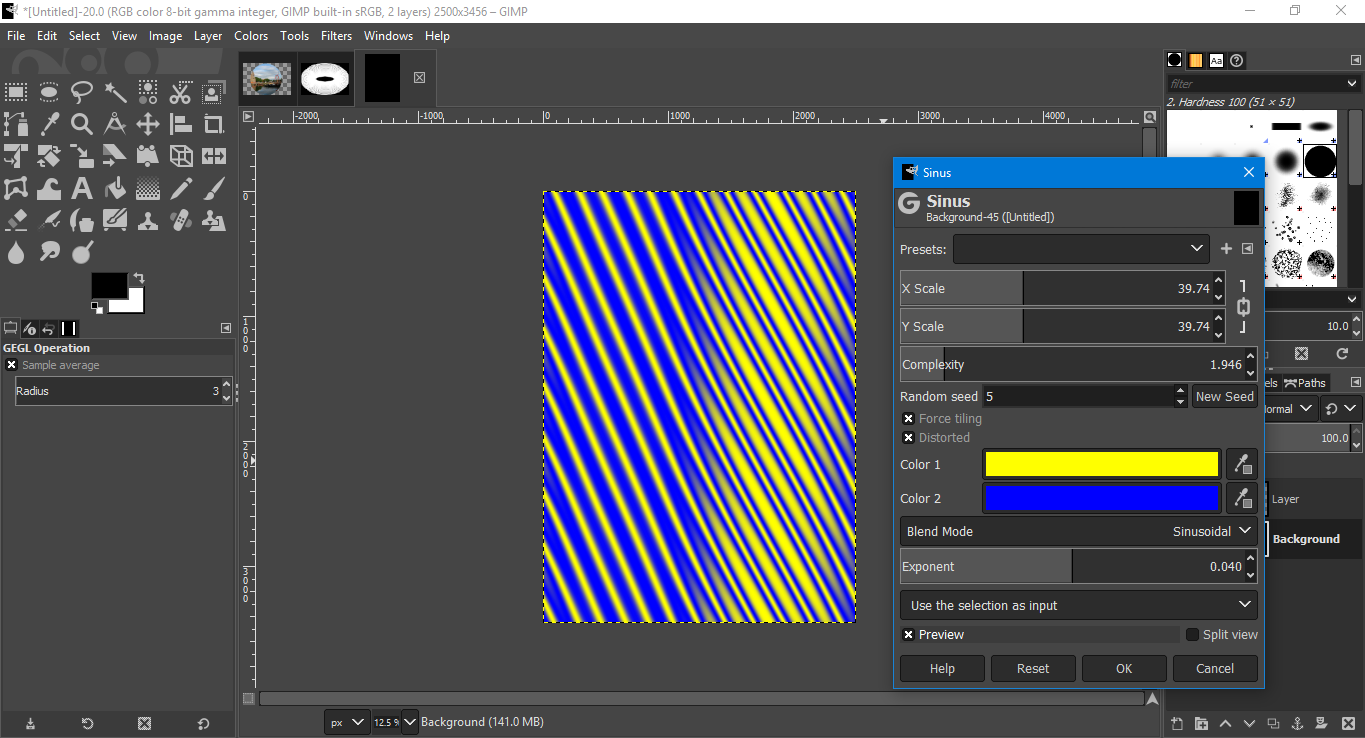 *[Untitled]-20.0 (RGB color 8-bit gamma integer, GIMP built-in sRGB, 2 layers) 2500x3456 – GIMP
File Edit Select View Image Layer Colors Tools Filters Windows Help
filter
2. Hardness 100 (51 × 51)
-2000 -1000 0 1000 2000 3000 4000
0
1000
2000
3000
GEGL Operation
Sample average
Radius 3
Sinus
Sinus
Background-45 ([Untitled])
Presets:
X Scale 39.74
Y Scale 39.74
Complexity 1.946
Random seed 5 New Seed
Force tiling
Distorted
Color 1
Color 2
Blend Mode Sinusoidal
Exponent 0.040
Use the selection as input
Preview Split view
Help Reset OK Cancel
10.0
Paths
100.0
Layer
Background
px 12.5 % Background (141.0 MB)